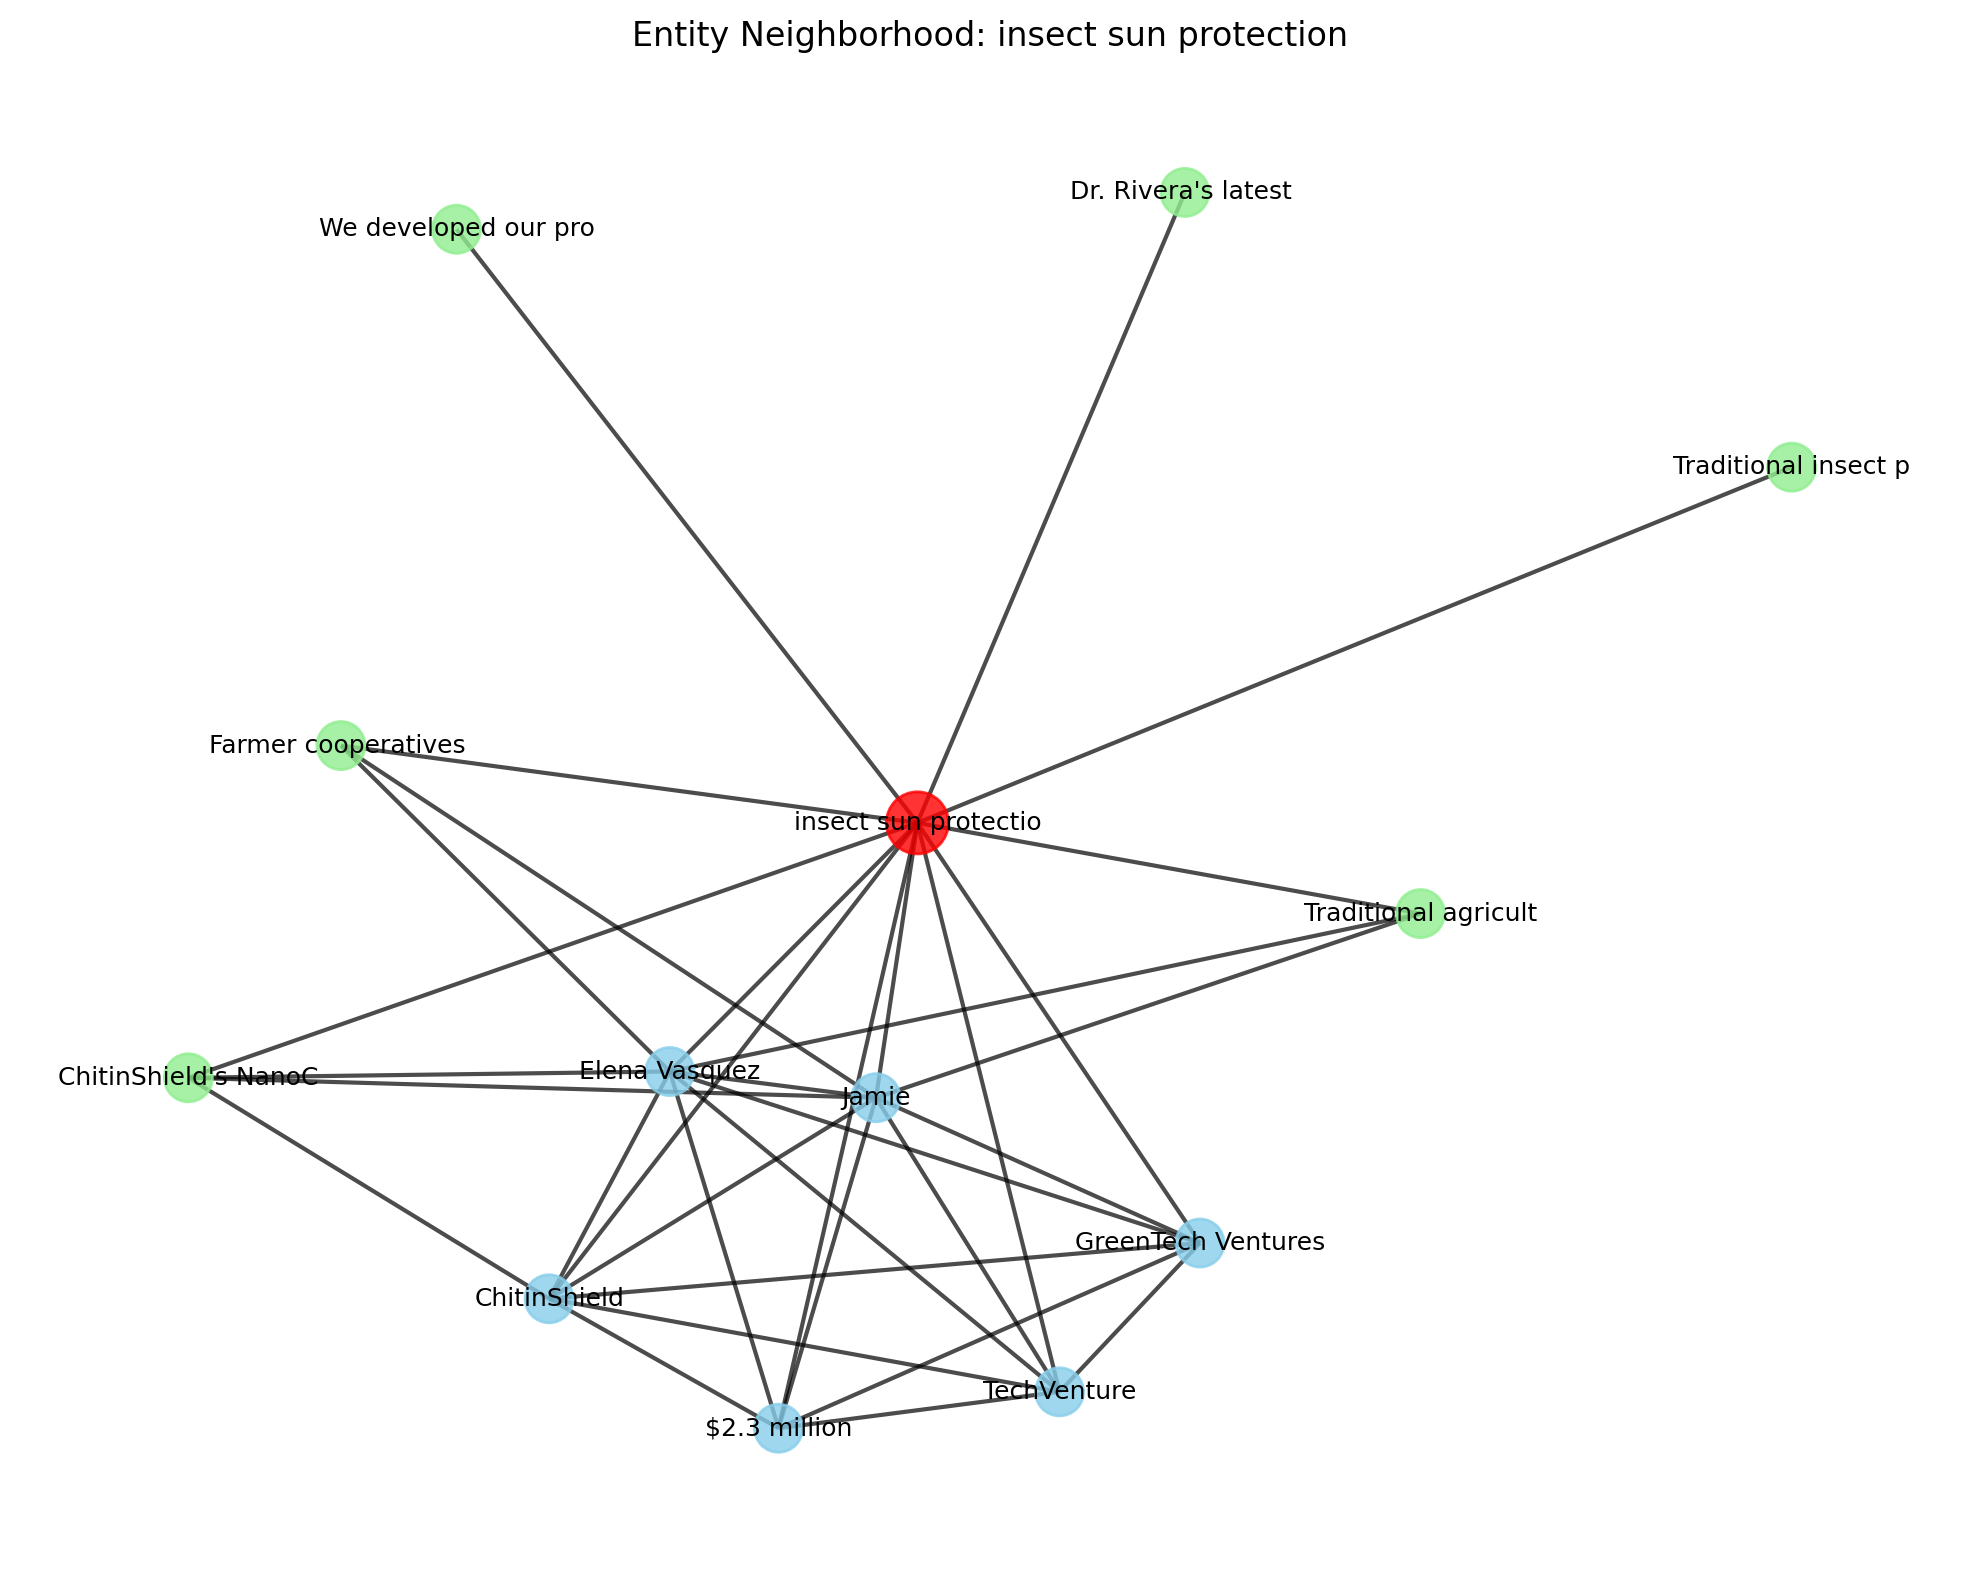 Entity Neighborhood: insect sun protection
Dr. Rivera's latest
We developed our pro
Traditional insect p
Farmer cooperatives
insect sun protectio
Traditional agricult
Elena Vasquez
ChitinShield's NanoC
Jamie
GreenTech Ventures
ChitinShield
TechVenture
$2.3 million